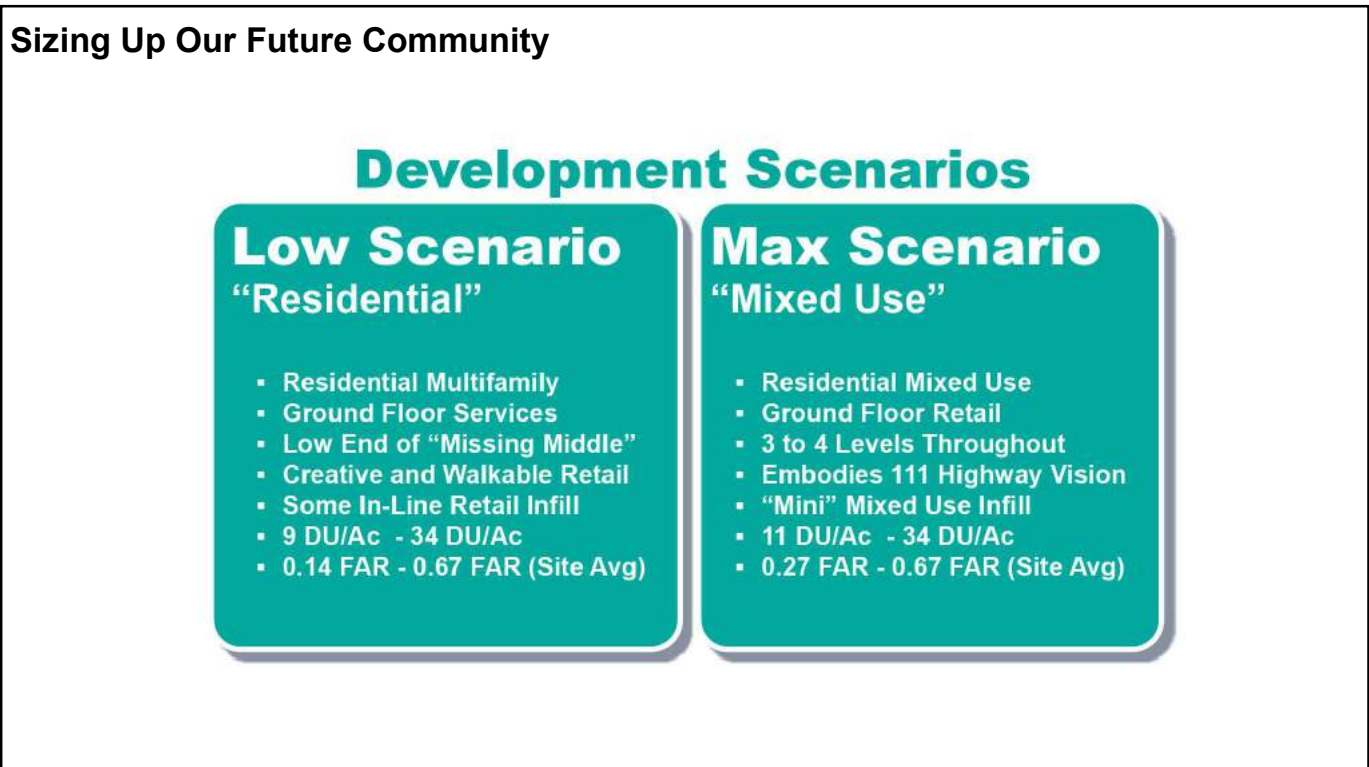 Sizing Up Our Future Community
Development Scenarios
Low Scenario
“Residential”
▪ Residential Multifamily
▪ Ground Floor Services
▪ Low End of “Missing Middle”
▪ Creative and Walkable Retail
▪ Some In-Line Retail Infill
▪ 9 DU/Ac - 34 DU/Ac
▪ 0.14 FAR - 0.67 FAR (Site Avg)
Max Scenario
“Mixed Use”
▪ Residential Mixed Use
▪ Ground Floor Retail
▪ 3 to 4 Levels Throughout
▪ Embodies 111 Highway Vision
▪ “Mini” Mixed Use Infill
▪ 11 DU/Ac - 34 DU/Ac
▪ 0.27 FAR - 0.67 FAR (Site Avg)